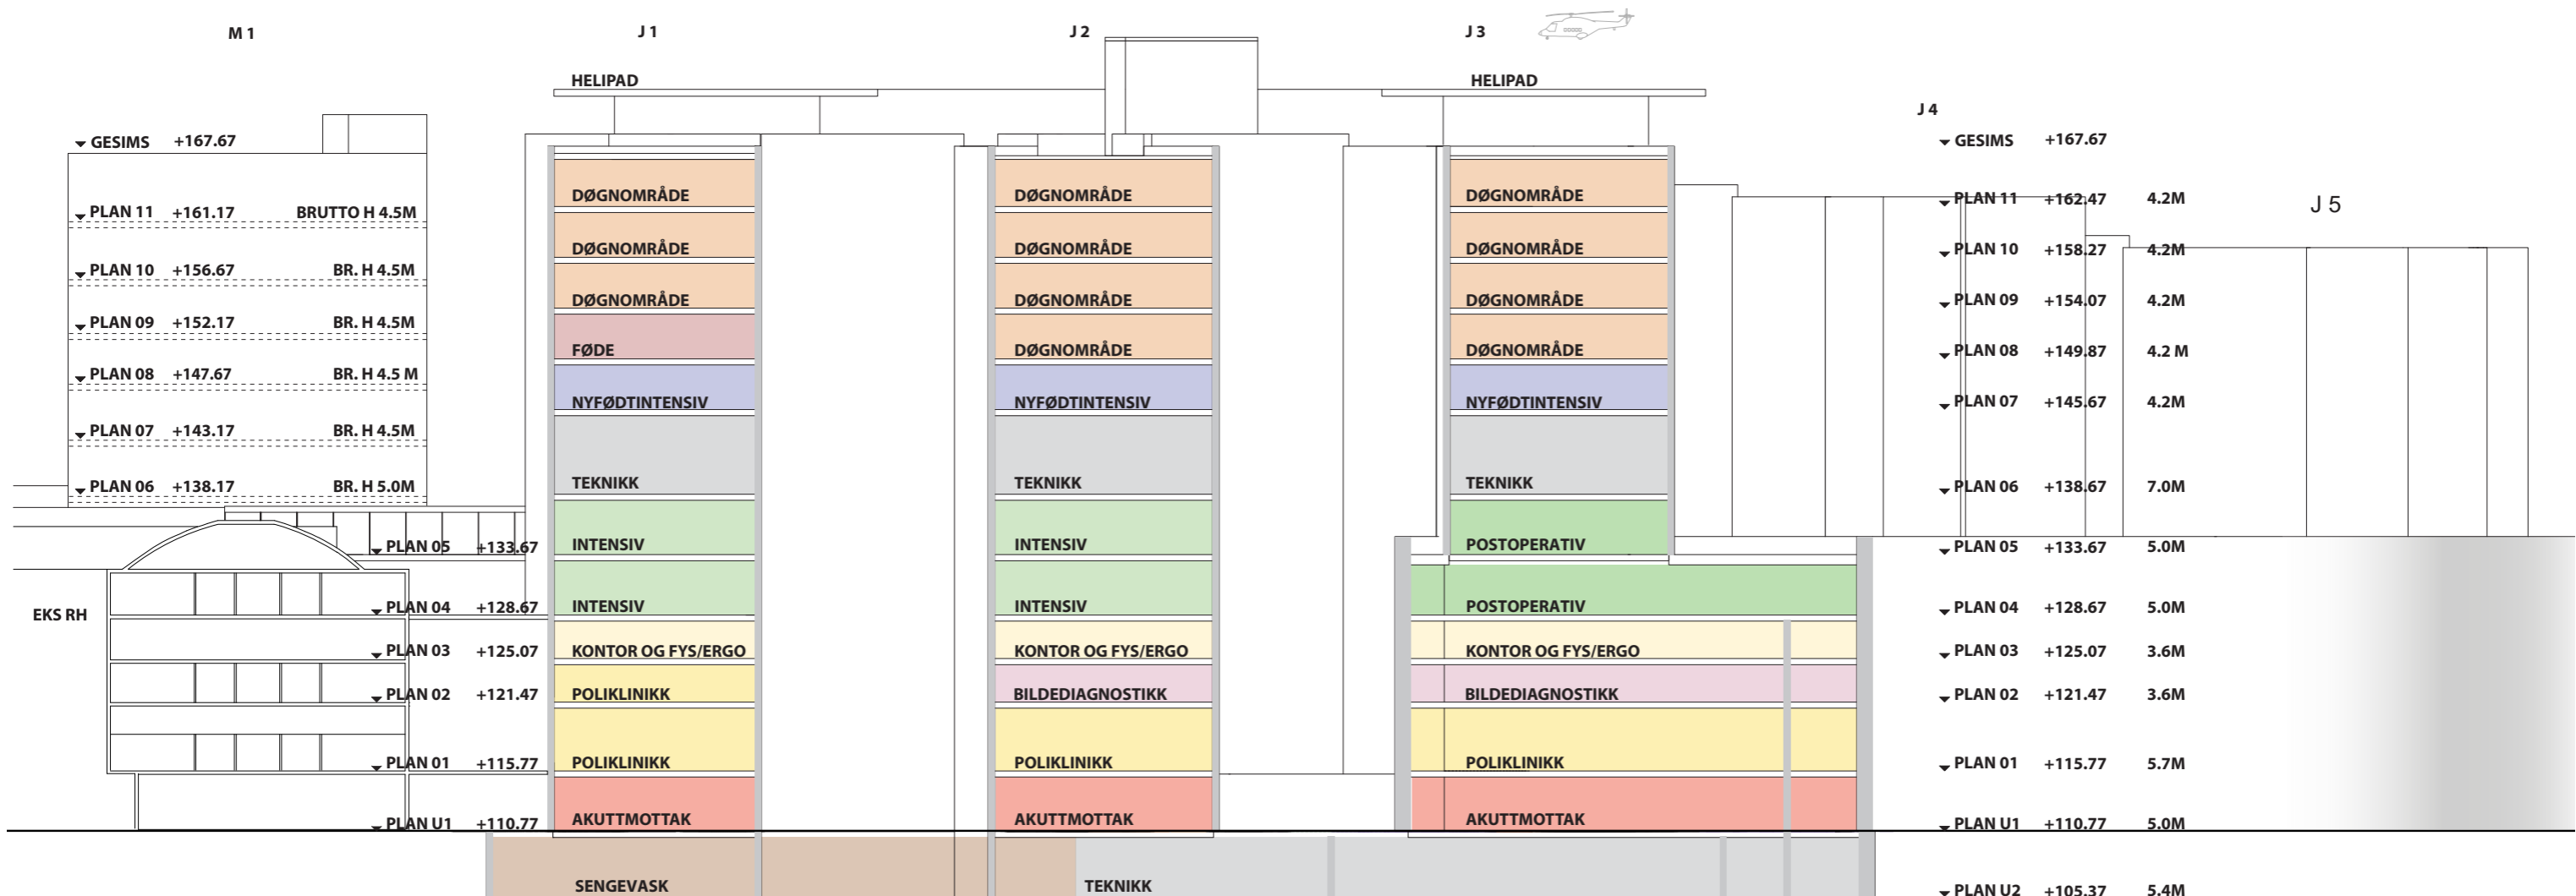 M 1 J 1 J 2 J 3
HELIPAD HELIPAD
J 4
GESIMS +167.67 GESIMS +167.67
DØGNOMRÅDE DØGNOMRÅDE DØGNOMRÅDE PLAN 11 +162.47 4.2M J 5
PLAN 11 +161.17 BRUTTO H 4.5M
DØGNOMRÅDE DØGNOMRÅDE DØGNOMRÅDE PLAN 10 +158.27 4.2M
PLAN 10 +156.67 BR. H 4.5M
DØGNOMRÅDE DØGNOMRÅDE DØGNOMRÅDE PLAN 09 +154.07 4.2M
PLAN 09 +152.17 BR. H 4.5M
FØDE DØGNOMRÅDE DØGNOMRÅDE PLAN 08 +149.87 4.2 M
PLAN 08 +147.67 BR. H 4.5 M
NYFØDTINTENSIV NYFØDTINTENSIV NYFØDTINTENSIV PLAN 07 +145.67 4.2M
PLAN 07 +143.17 BR. H 4.5M
PLAN 06 +138.17 BR. H 5.0M TEKNIKK TEKNIKK TEKNIKK PLAN 06 +138.67 7.0M
PLAN 05 +133.67 INTENSIV INTENSIV POSTOPERATIV PLAN 05 +133.67 5.0M
EKS RH PLAN 04 +128.67 INTENSIV INTENSIV POSTOPERATIV PLAN 04 +128.67 5.0M
PLAN 03 +125.07 KONTOR OG FYS/ERGO KONTOR OG FYS/ERGO KONTOR OG FYS/ERGO PLAN 03 +125.07 3.6M
PLAN 02 +121.47 POLIKLINIKK BILDEDIAGNOSTIKK BILDEDIAGNOSTIKK PLAN 02 +121.47 3.6M
PLAN 01 +115.77 POLIKLINIKK POLIKLINIKK POLIKLINIKK PLAN 01 +115.77 5.7M
PLAN U1 +110.77 AKUTTMOTTAK AKUTTMOTTAK AKUTTMOTTAK PLAN U1 +110.77 5.0M
SENGEVASK TEKNIKK PLAN U2 +105.37 5.4M